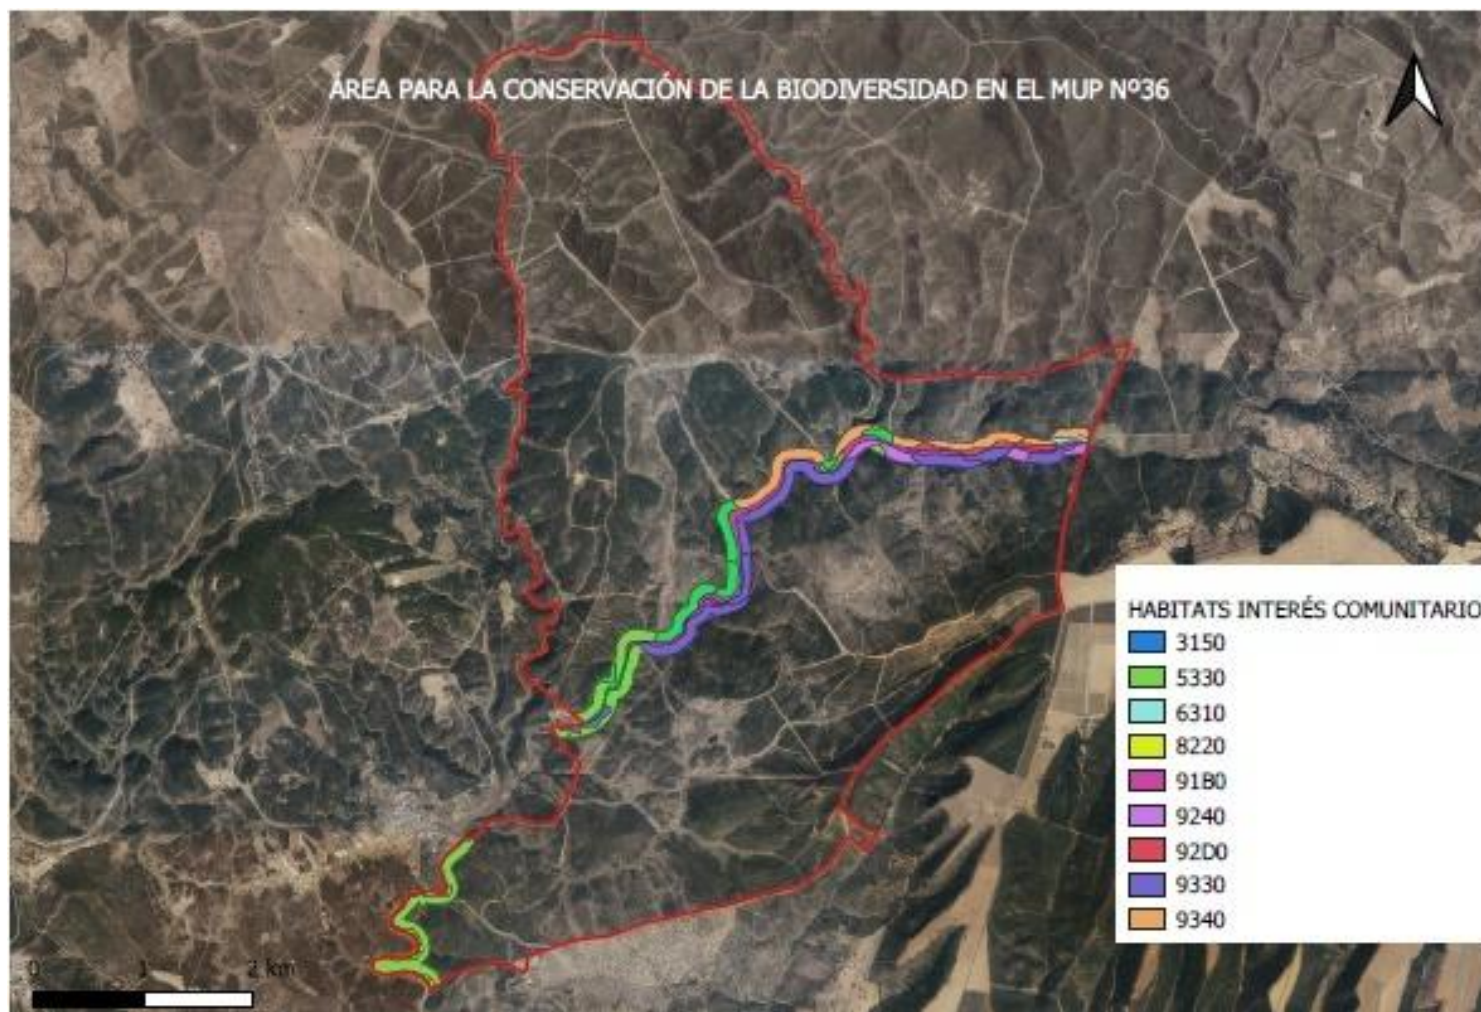 ÁREA PARA LA CONSERVACIÓN DE LA BIODIVERSIDAD EN EL MUP Nº36
HABITATS INTERÉS COMUNITARIO
3150
5330
6310
8220
91B0
9240
92D0
9330
9340
0 1 2 km